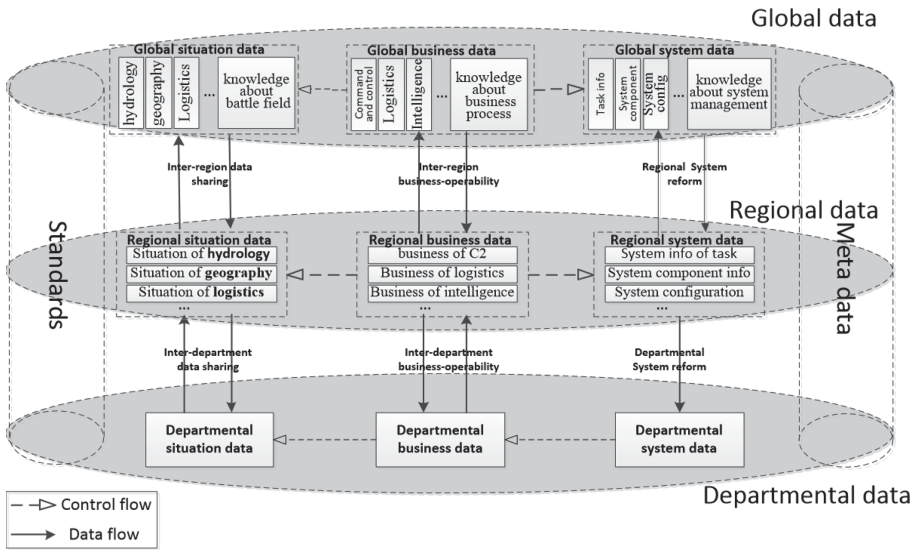 Global data
Global situation data
hydrology
geography
Logistics
...
knowledge
about
battle field
Global business data
Command
and control
Logistics
Intelligence
...
knowledge
about
business
process
Global system data
Task info
System
component
System
config
...
knowledge
about system
management
Inter-region data
sharing
Inter-region
business-operability
Regional System
reform
Standards
Meta data
Regional data
Regional situation data
Situation of hydrology
Situation of geography
Situation of logistics
...
Regional business data
business of C2
Business of logistics
Business of intelligence
...
Regional system data
System info of task
System component info
System configuration
...
Inter-department
data sharing
Inter-department
business-operability
Departmental
System reform
Departmental
situation data
Departmental
business data
Departmental
system data
Departmental data
Control flow
Data flow